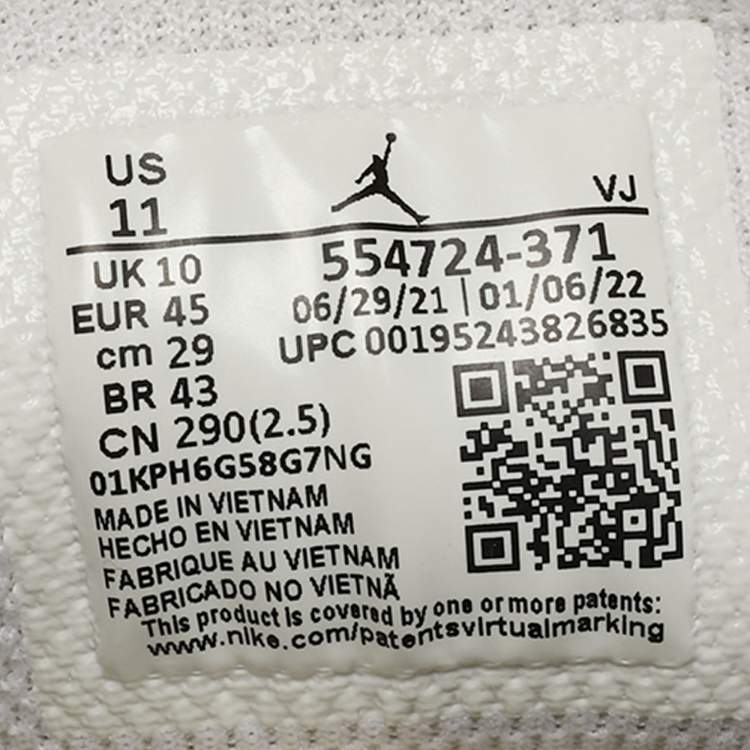 US
11
VJ
UK 10
554724-371
EUR 45
06/29/21 | 01/06/22
cm 29
UPC 00195243826835
BR 43
CN 290(2.5)
01KPH6G58G7NG
MADE IN VIETNAM
HECHO EN VIETNAM
FABRIQUE AU VIETNAM
FABRICADO NO VIETNÃ
This product is covered by one or more patents:
www.nike.com/patentsvirtualmarking